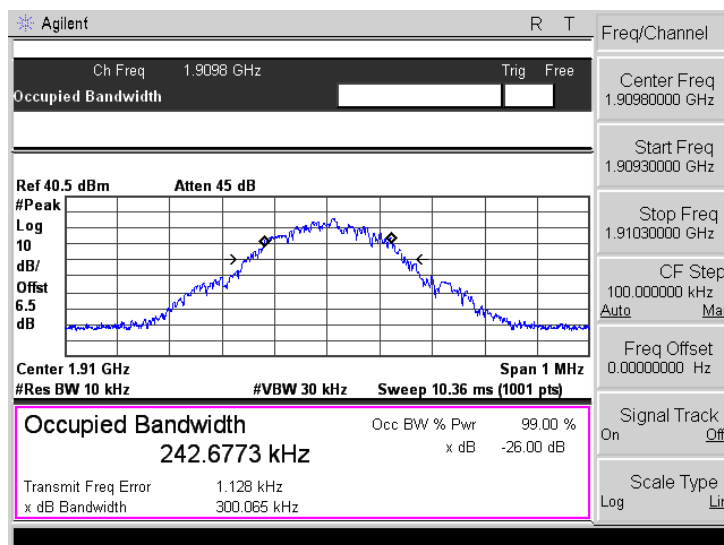 Agilent R T
Ch Freq 1.9098 GHz Trig Free
Occupied Bandwidth
Ref 40.5 dBm Atten 45 dB
#Peak
Log
10
dB/
Offst
6.5
dB
Center 1.91 GHz Span 1 MHz
#Res BW 10 kHz #VBW 30 kHz Sweep 10.36 ms (1001 pts)
Occupied Bandwidth
242.6773 kHz
Occ BW % Pwr 99.00 %
x dB -26.00 dB
Transmit Freq Error 1.128 kHz
x dB Bandwidth 300.065 kHz
Freq/Channel
Center Freq
1.90980000 GHz
Start Freq
1.90930000 GHz
Stop Freq
1.91030000 GHz
CF Step
100.000000 kHz
Auto Ma
Freq Offset
0.00000000 Hz
Signal Track
On Off
Scale Type
Log Lin